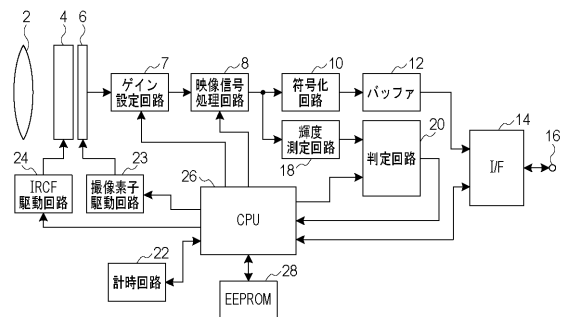 2
4
6
7
ゲイン
設定回路
8
映像信号
処理回路
10
符号化
回路
12
バッファ
14
I/F
16
輝度
測定回路
18
20
判定回路
24
IRCF
駆動回路
23
撮像素子
駆動回路
26
CPU
22
計時回路
28
EEPROM